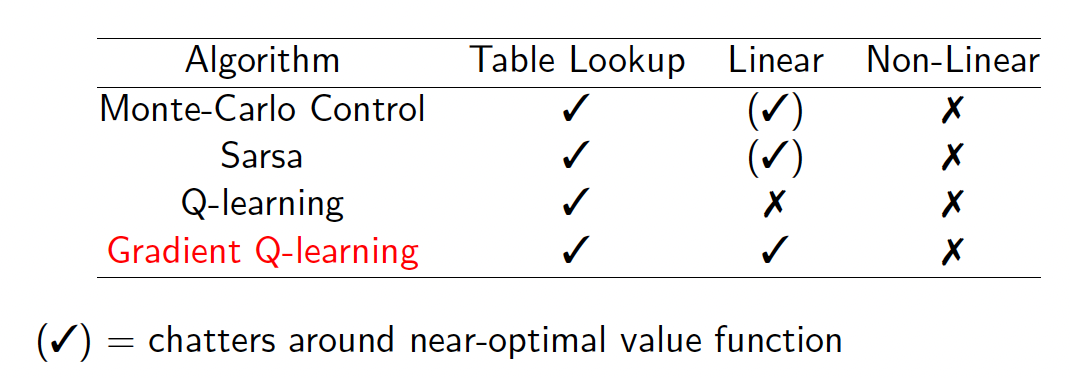 Algorithm Table Lookup Linear Non-Linear
Monte-Carlo Control ✓ (✓) ✗
Sarsa ✓ (✓) ✗
Q-learning ✓ ✗ ✗
Gradient Q-learning ✓ ✓ ✗
(✓) = chatters around near-optimal value function